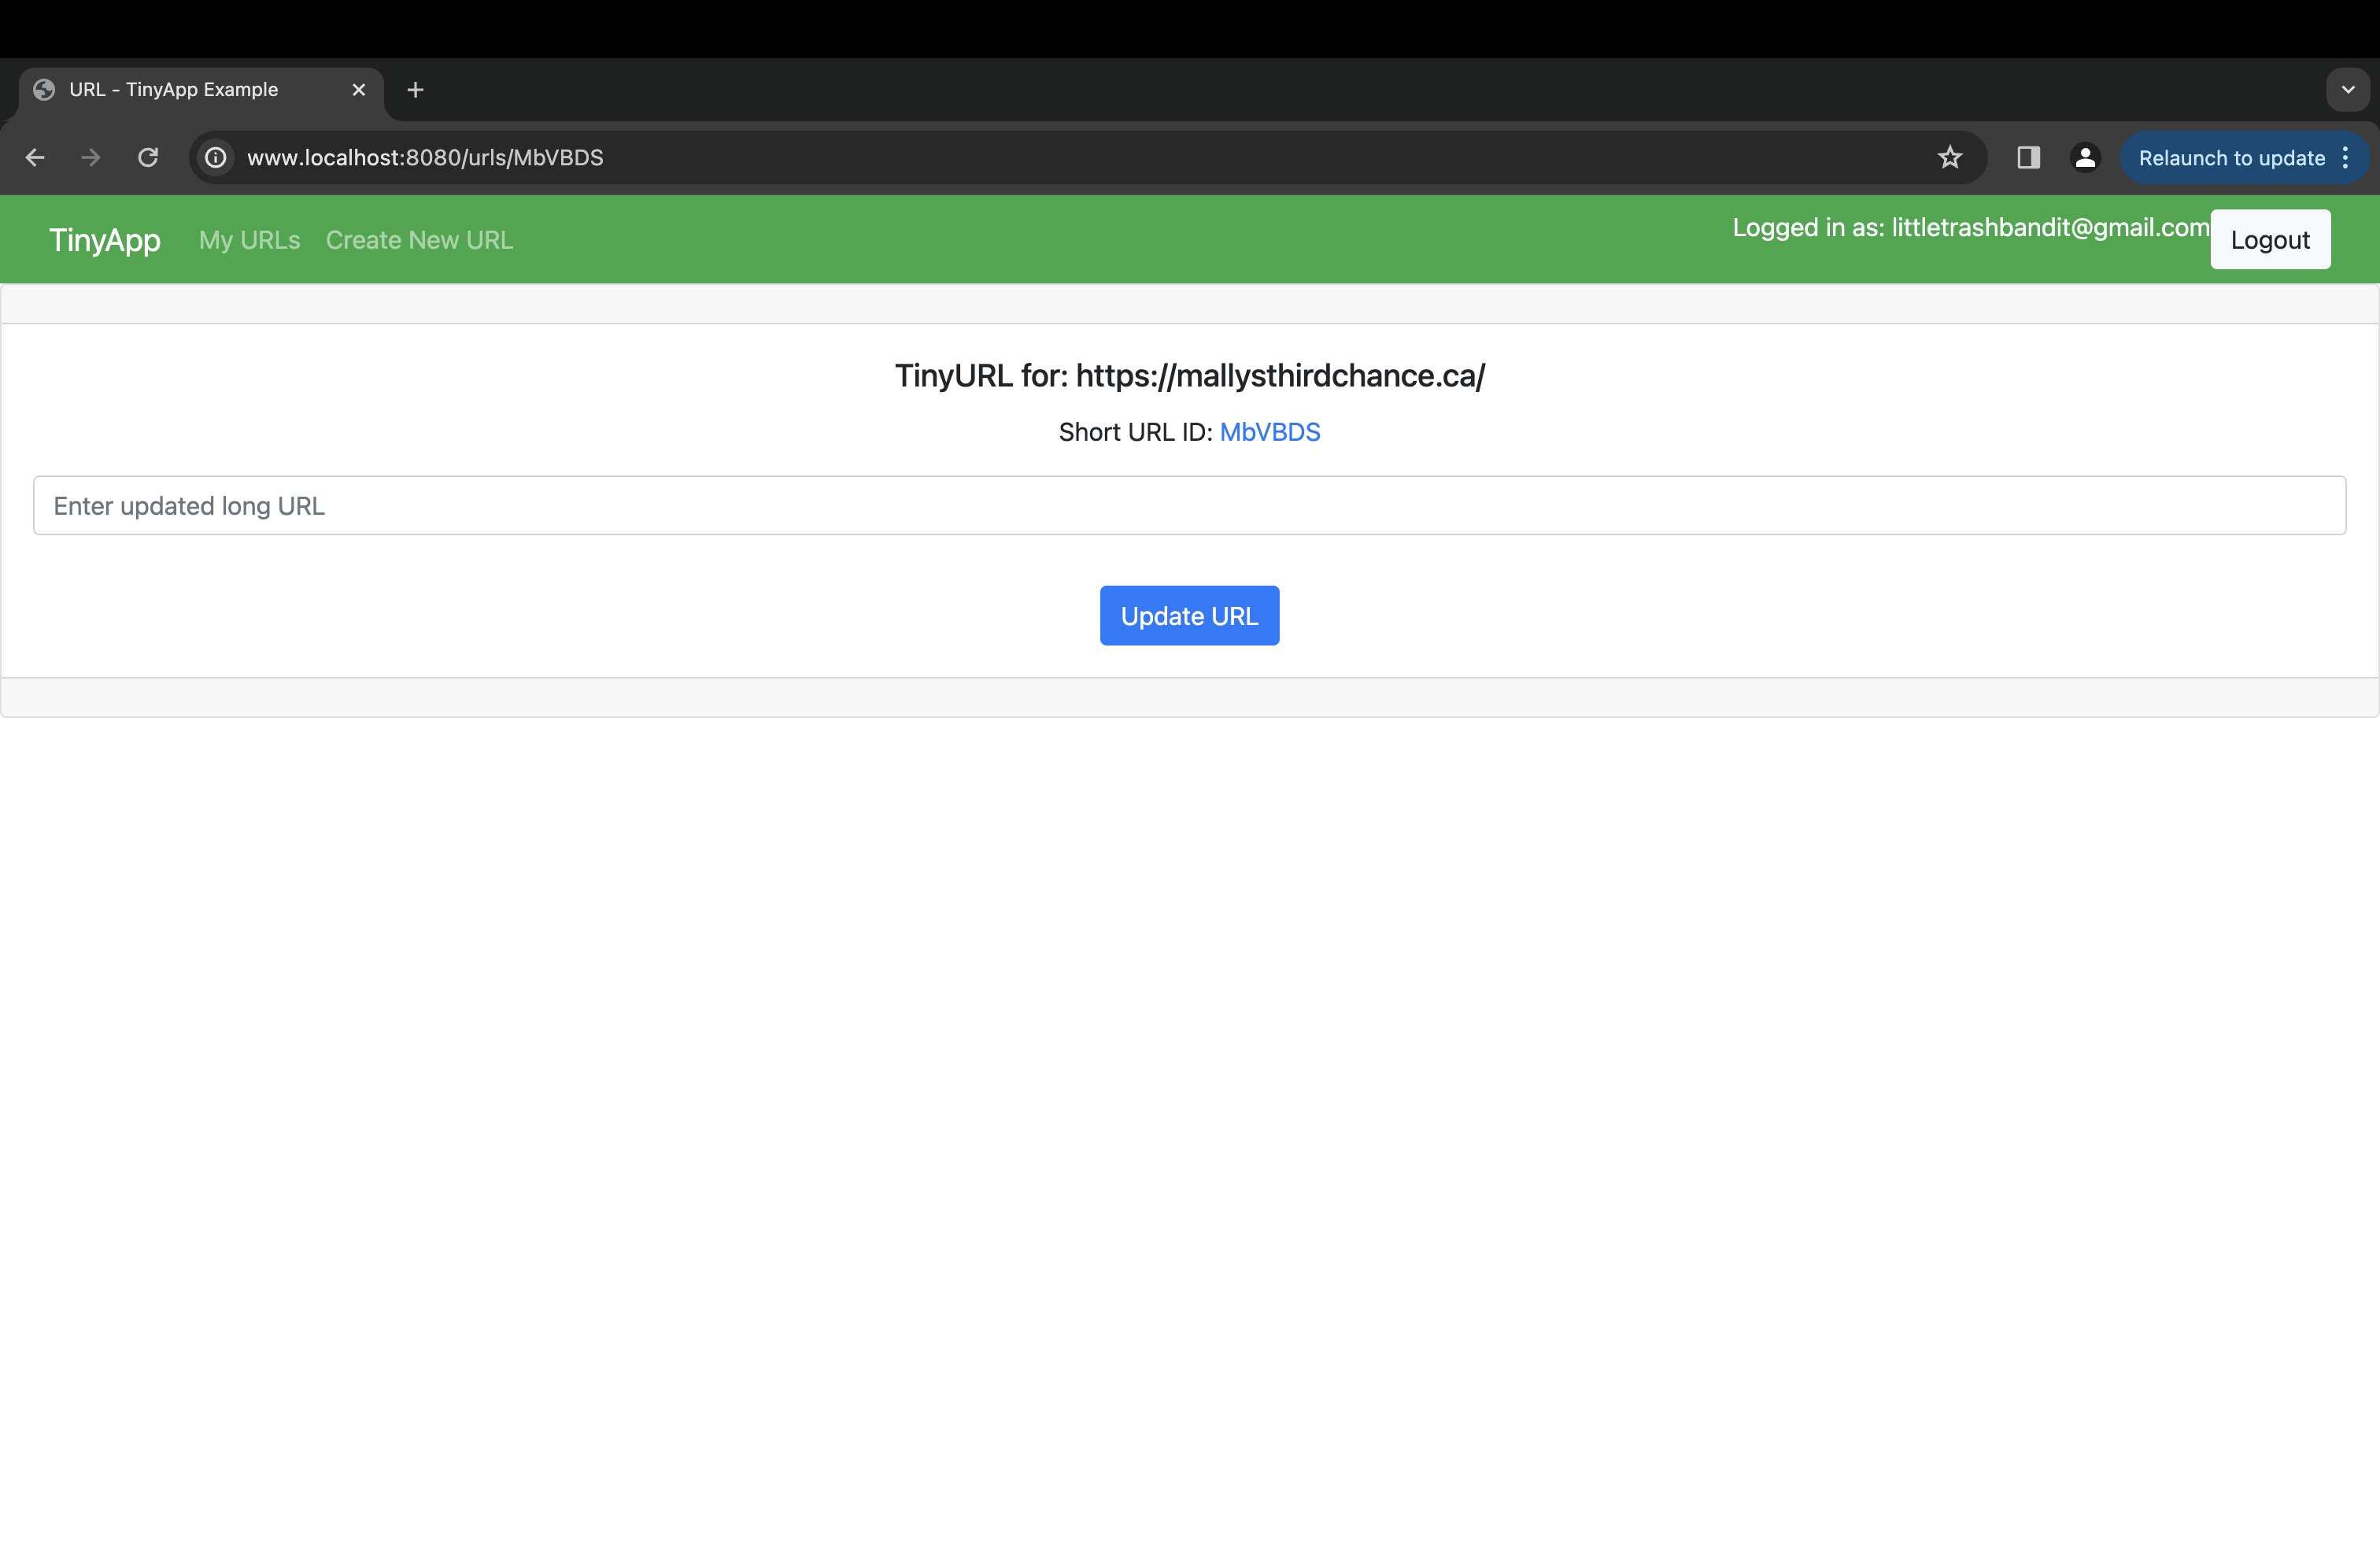 URL - TinyApp Example
www.localhost:8080/urls/MbVBDS
Relaunch to update
TinyApp My URLs Create New URL Logged in as: littletrashbandit@gmail.com Logout
TinyURL for: https://mallysthirdchance.ca/
Short URL ID: MbVBDS
Enter updated long URL
Update URL